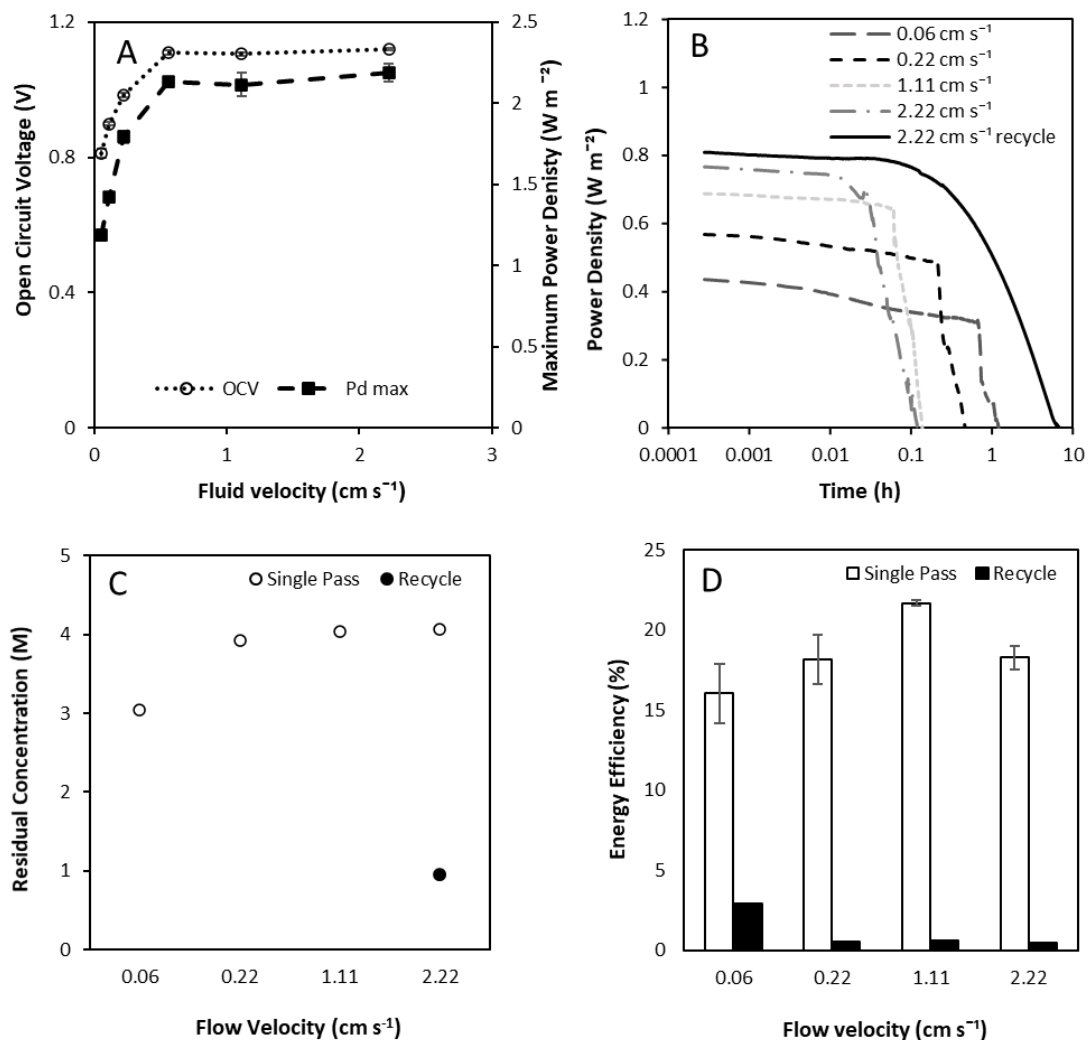 A
Open Circuit Voltage (V)
1.2
0.8
0.4
0
2.5
2
1.5
1
0.5
0
Maximum Power Denisty (W m⁻²)
OCV
Pd max
0
1
2
3
Fluid velocity (cm s⁻¹)
B
0.06 cm s⁻¹
0.22 cm s⁻¹
1.11 cm s⁻¹
2.22 cm s⁻¹
2.22 cm s⁻¹ recycle
Power Density (W m⁻²)
1.2
1
0.8
0.6
0.4
0.2
0
0.0001
0.001
0.01
0.1
1
10
Time (h)
C
Single Pass
Recycle
Residual Concentration (M)
5
4
3
2
1
0
0.06
0.22
1.11
2.22
Flow Velocity (cm s⁻¹)
D
Single Pass
Recycle
Energy Efficiency (%)
25
20
15
10
5
0
0.06
0.22
1.11
2.22
Flow velocity (cm s⁻¹)